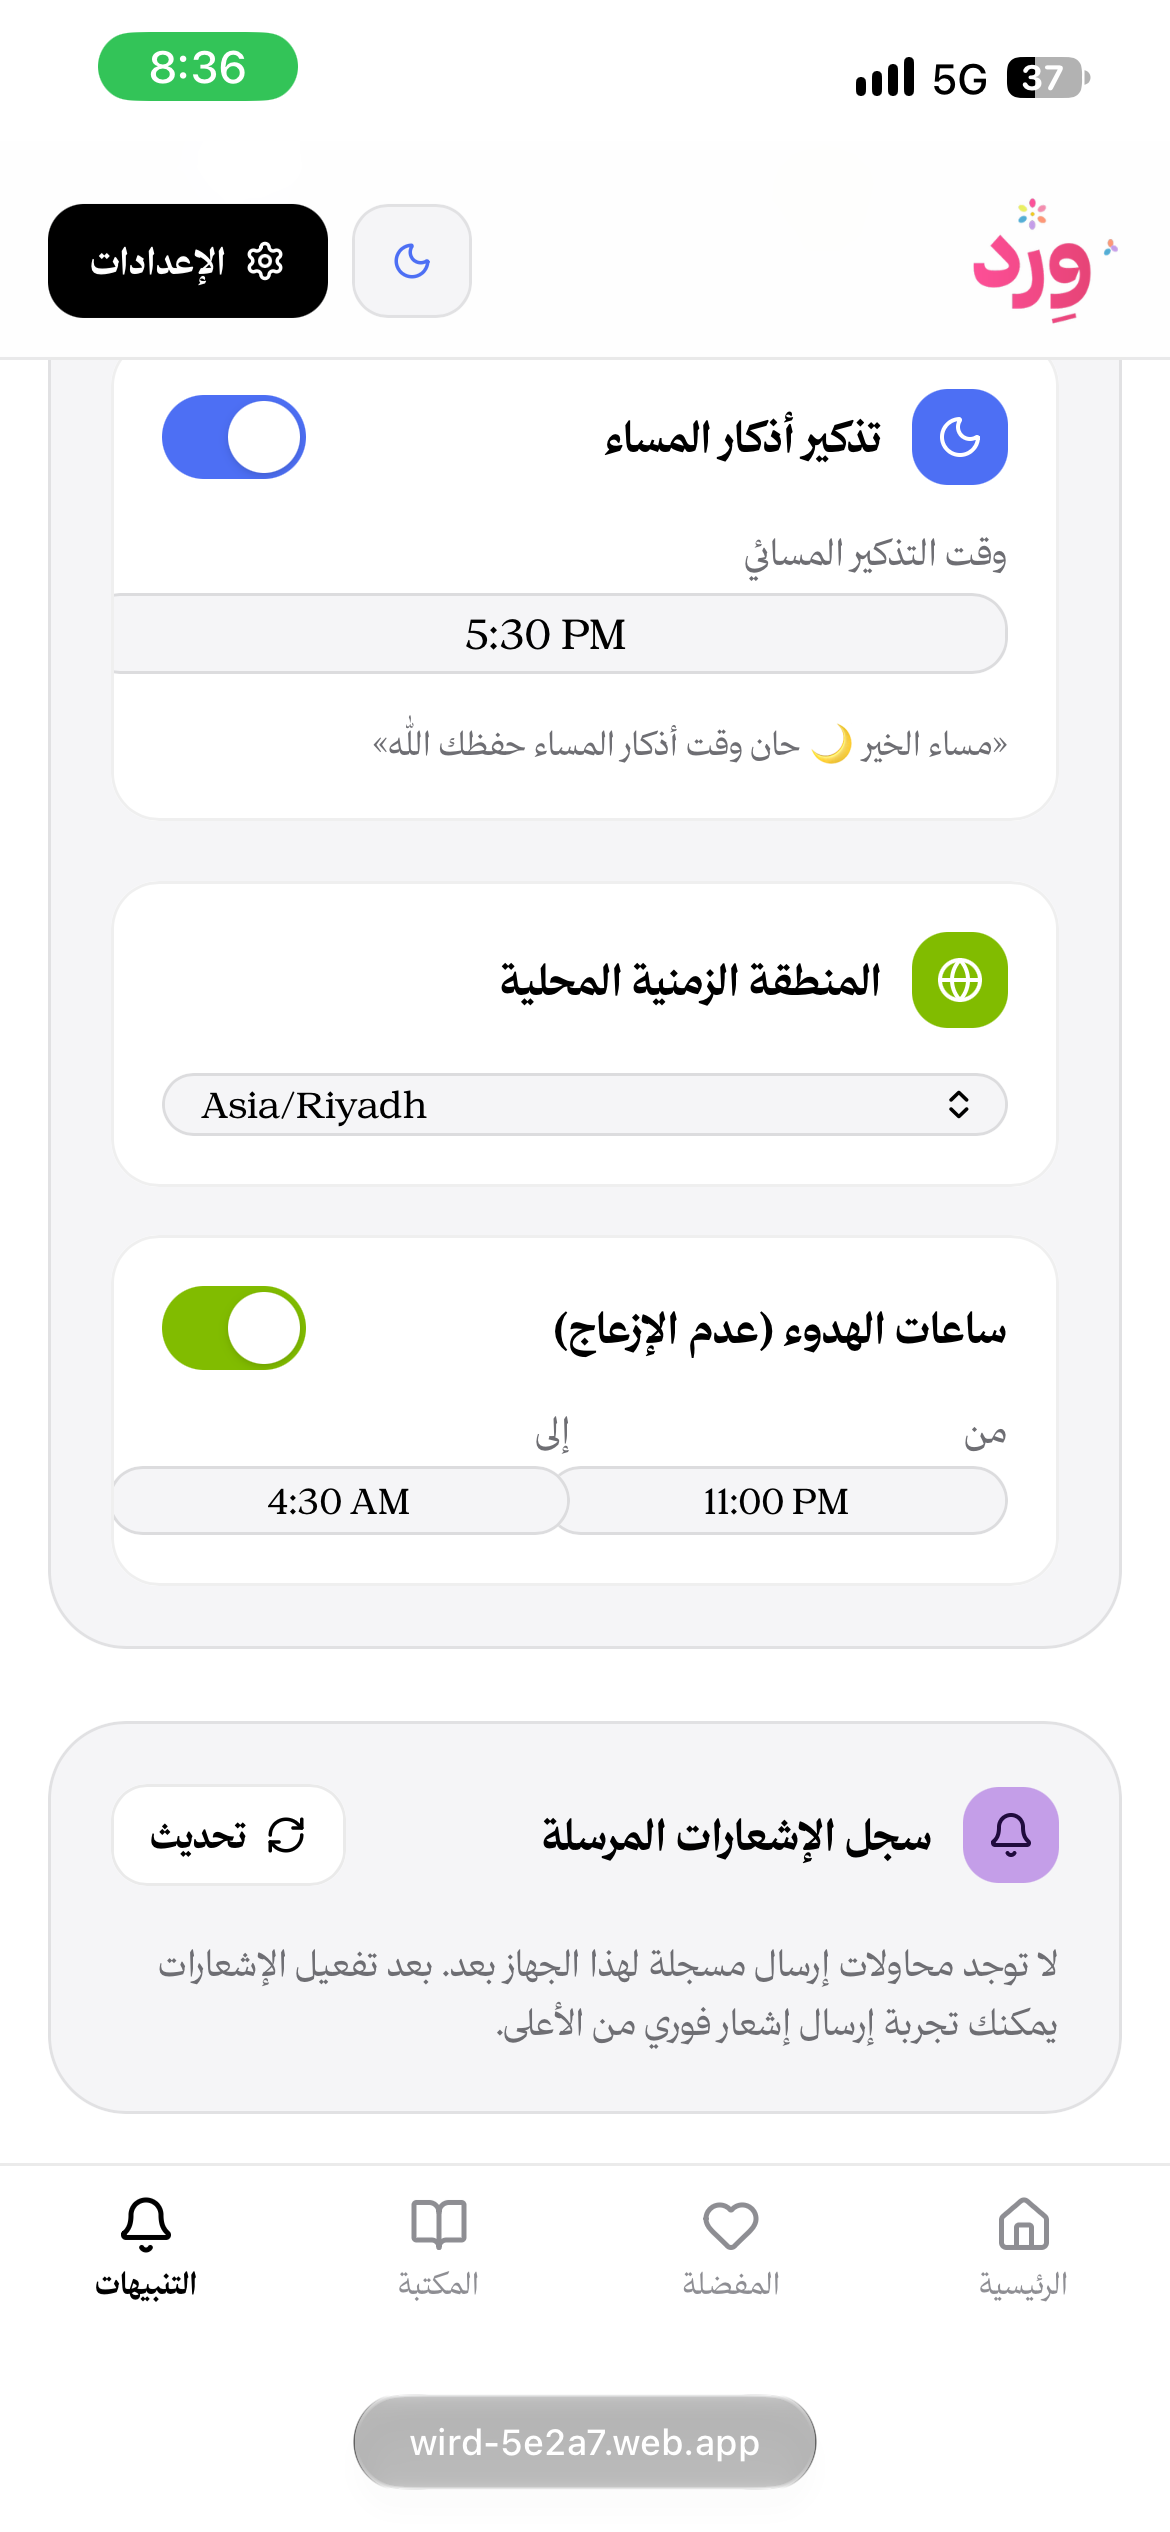 8:36
5G 37
وِرد
الإعدادات
تذكير أذكار المساء
وقت التذكير المسائي
5:30 PM
«مساء الخير 🌙 حان وقت أذكار المساء حفظك الله»
المنطقة الزمنية المحلية
Asia/Riyadh
ساعات الهدوء (عدم الإزعاج)
من
إلى
11:00 PM
4:30 AM
سجل الإشعارات المرسلة
تحديث
لا توجد محاولات إرسال مسجلة لهذا الجهاز بعد. بعد تفعيل الإشعارات
يمكنك تجربة إرسال إشعار فوري من الأعلى.
الرئيسية
المفضلة
المكتبة
التنبيهات
wird-5e2a7.web.app